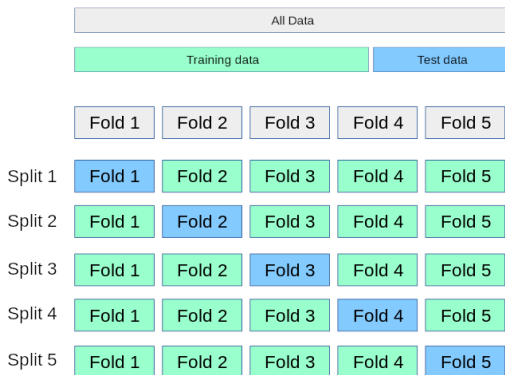 All Data
Training data Test data
Fold 1 Fold 2 Fold 3 Fold 4 Fold 5
Split 1 Fold 1 Fold 2 Fold 3 Fold 4 Fold 5
Split 2 Fold 1 Fold 2 Fold 3 Fold 4 Fold 5
Split 3 Fold 1 Fold 2 Fold 3 Fold 4 Fold 5
Split 4 Fold 1 Fold 2 Fold 3 Fold 4 Fold 5
Split 5 Fold 1 Fold 2 Fold 3 Fold 4 Fold 5